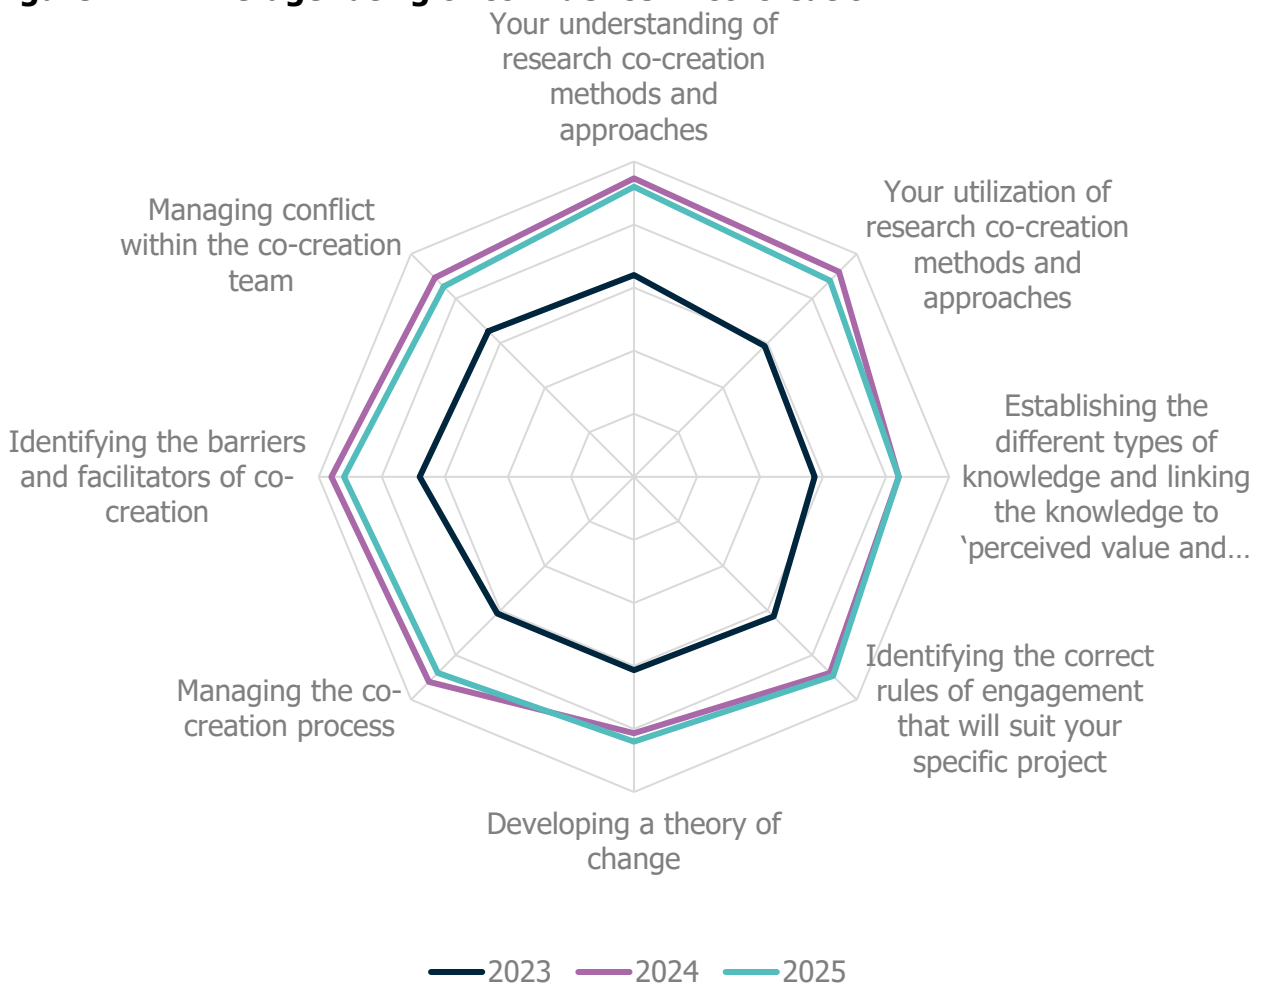 Your understanding of
research co-creation
methods and
approaches
Your utilization of
research co-creation
methods and
approaches
Establishing the
different types of
knowledge and linking
the knowledge to
‘perceived value and…
Identifying the correct
rules of engagement
that will suit your
specific project
Developing a theory of
change
Managing the co-
creation process
Identifying the barriers
and facilitators of co-
creation
Managing conflict
within the co-creation
team
2023 2024 2025